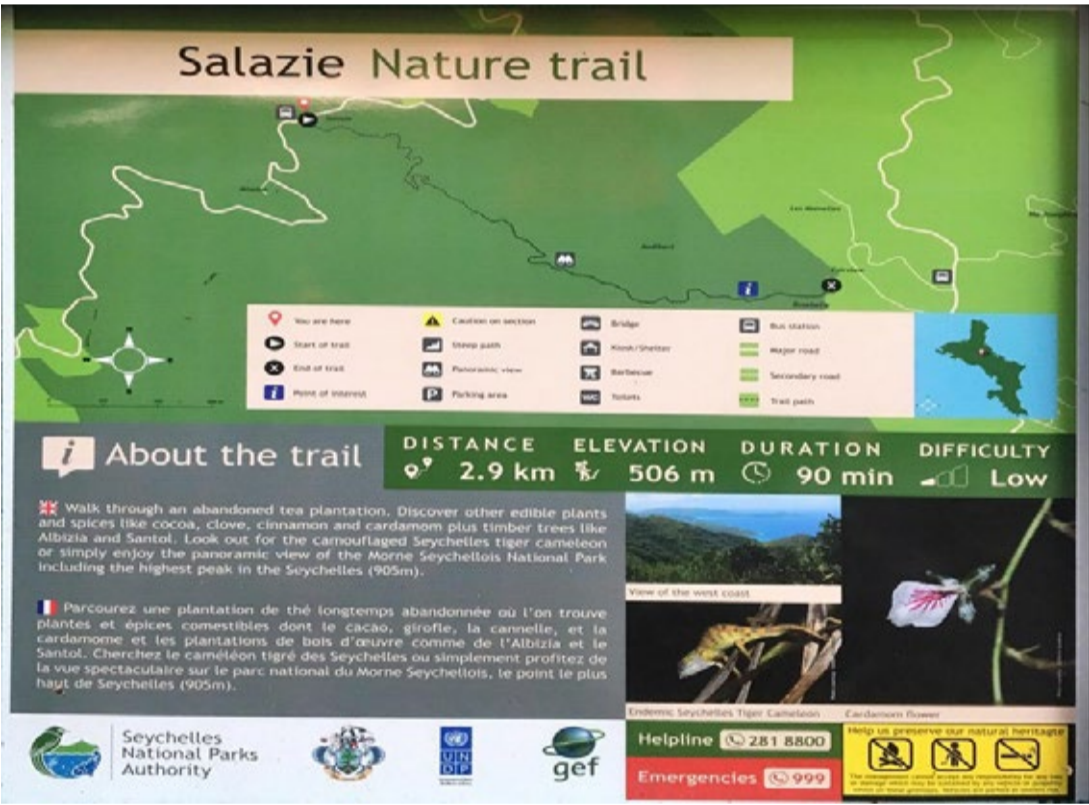 Salazie Nature trail
Les Mamelles
You are here
Start of trail
End of trail
Point of interest
Caution on section
Steep path
Panoramic view
Parking area
Bridge
Kiosk/Shelter
Barbecue
WC Toilets
Bus station
Major road
Secondary road
Trail path
About the trail
DISTANCE
2.9 km
ELEVATION
506 m
DURATION
90 min
DIFFICULTY
Low
Walk through an abandoned tea plantation. Discover other edible plants
and spices like cocoa, clove, cinnamon and cardamom plus timber trees like
Albizia and Santol. Look out for the camouflaged Seychelles tiger cameleon
or simply enjoy the panoramic view of the Morne Seychellois National Park
including the highest peak in the Seychelles (905m).
Parcourez une plantation de thé longtemps abandonnée où l'on trouve
plantes et épices comestibles dont le cacao, girofle, la cannelle, et la
cardamome et les plantations de bois d'œuvre comme de l'Albizia et le
Santol. Cherchez le caméléon tigré des Seychelles ou simplement profitez de
la vue spectaculaire sur le parc national du Morne Seychellois, le point le plus
haut de Seychelles (905m).
View of the west coast
Endemic Seychelles Tiger Cameleon
Cardamom flower
Seychelles
National Parks
Authority
UN
DP
gef
Helpline 281 8800
Emergencies 999
Help us preserve our natural heritagte